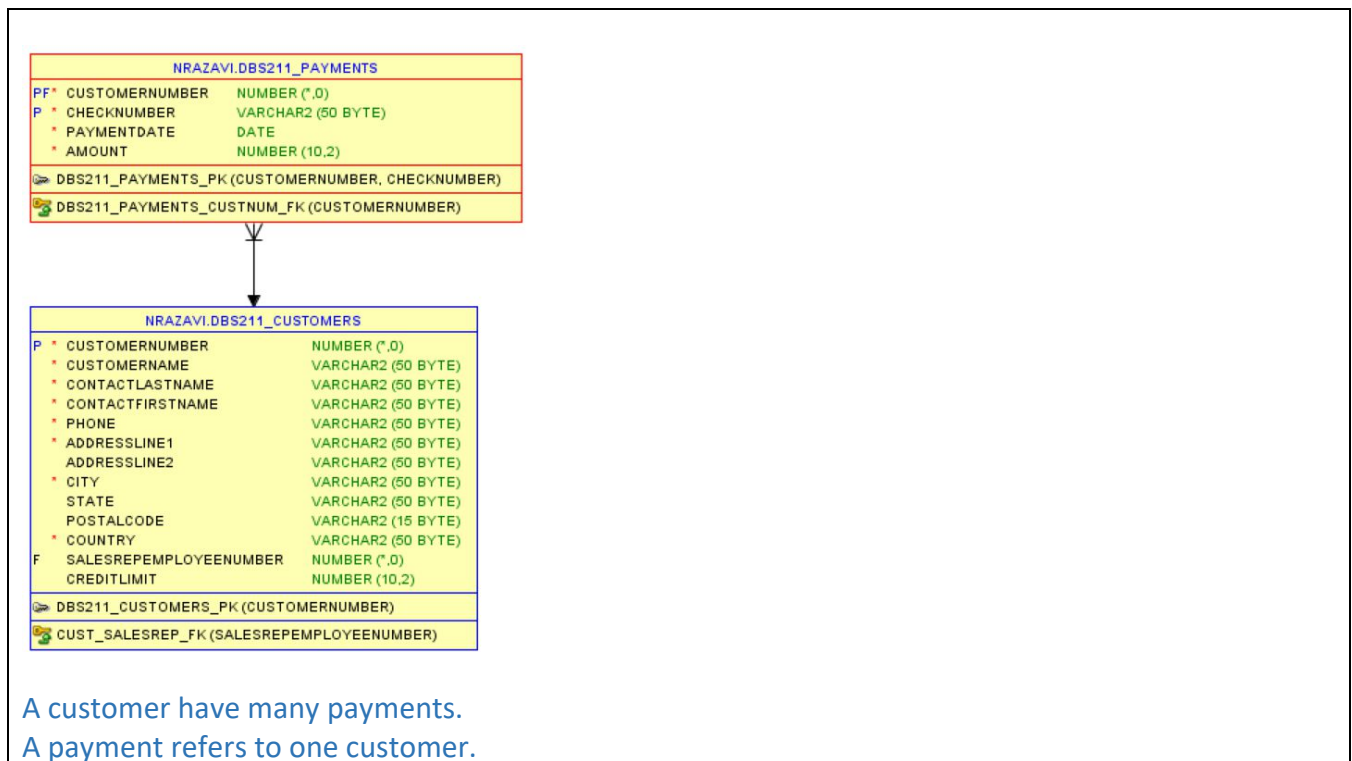 NRAZAVI.DBS211_PAYMENTS
PF* CUSTOMERNUMBER NUMBER (*,0)
P * CHECKNUMBER VARCHAR2 (50 BYTE)
* PAYMENTDATE DATE
* AMOUNT NUMBER (10,2)
DBS211_PAYMENTS_PK (CUSTOMERNUMBER, CHECKNUMBER)
DBS211_PAYMENTS_CUSTNUM_FK (CUSTOMERNUMBER)
NRAZAVI.DBS211_CUSTOMERS
P * CUSTOMERNUMBER NUMBER (*,0)
* CUSTOMERNAME VARCHAR2 (50 BYTE)
* CONTACTLASTNAME VARCHAR2 (50 BYTE)
* CONTACTFIRSTNAME VARCHAR2 (50 BYTE)
* PHONE VARCHAR2 (50 BYTE)
* ADDRESSLINE1 VARCHAR2 (50 BYTE)
ADDRESSLINE2 VARCHAR2 (50 BYTE)
* CITY VARCHAR2 (50 BYTE)
STATE VARCHAR2 (50 BYTE)
POSTALCODE VARCHAR2 (15 BYTE)
* COUNTRY VARCHAR2 (50 BYTE)
F SALESREPEMPLOYEENUMBER NUMBER (*,0)
CREDITLIMIT NUMBER (10,2)
DBS211_CUSTOMERS_PK (CUSTOMERNUMBER)
CUST_SALESREP_FK (SALESREPEMPLOYEENUMBER)
A customer have many payments.
A payment refers to one customer.